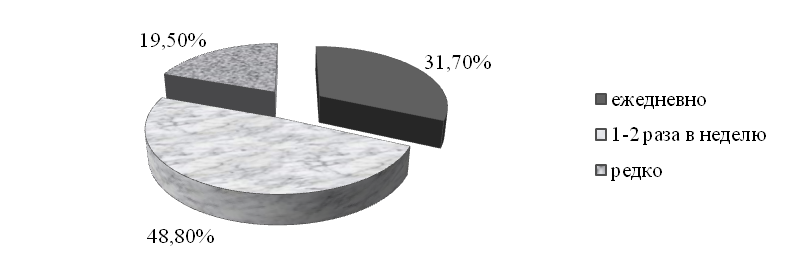 19,50%
31,70%
48,80%
ежедневно
1-2 раза в неделю
редко